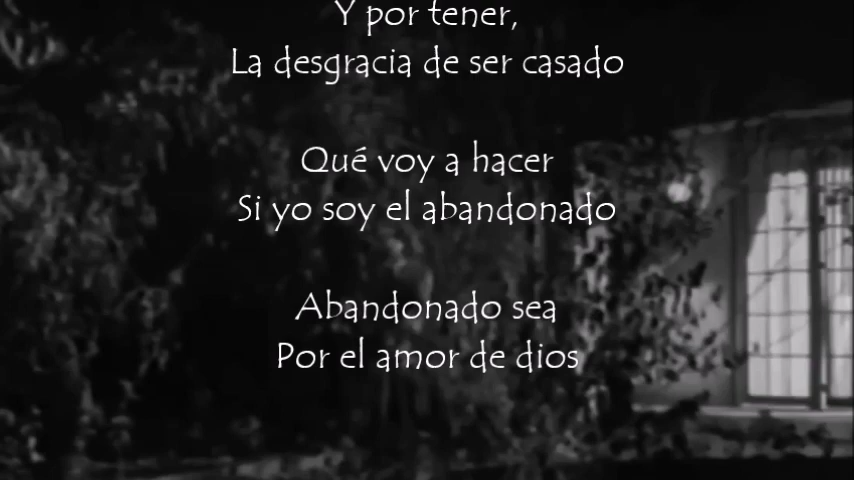 Y por tener,
La desgracia de ser casado
Qué voy a hacer
Si yo soy el abandonado
Abandonado sea
Por el amor de dios